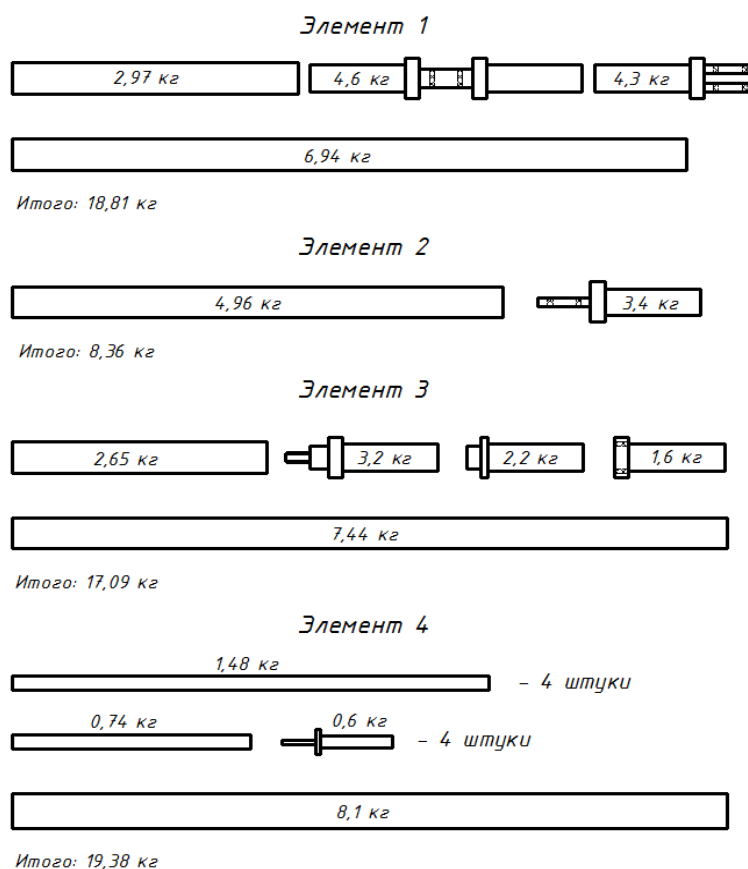 Элемент 1
2,97 кг 4,6 кг 4,3 кг
6,94 кг
Итого: 18,81 кг
Элемент 2
4,96 кг 3,4 кг
Итого: 8,36 кг
Элемент 3
2,65 кг 3,2 кг 2,2 кг 1,6 кг
7,44 кг
Итого: 17,09 кг
Элемент 4
1,48 кг
- 4 штуки
0,74 кг 0,6 кг
- 4 штуки
8,1 кг
Итого: 19,38 кг